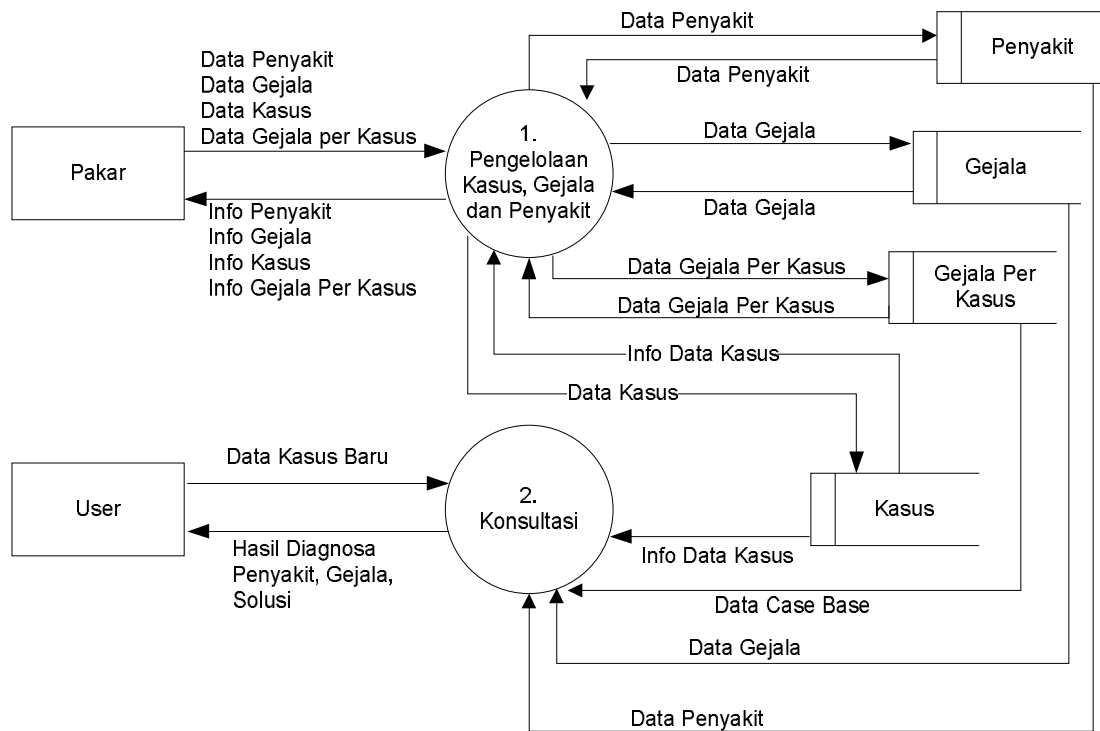 Data Penyakit
Penyakit
Data Penyakit
Data Penyakit
Data Gejala
Data Kasus
Data Gejala per Kasus
Pakar
1.
Pengelolaan
Kasus, Gejala
dan Penyakit
Data Gejala
Gejala
Data Gejala
Info Penyakit
Info Gejala
Info Kasus
Info Gejala Per Kasus
Data Gejala Per Kasus
Gejala Per
Kasus
Data Gejala Per Kasus
Info Data Kasus
Data Kasus
Data Kasus Baru
User
2.
Konsultasi
Kasus
Hasil Diagnosa
Penyakit, Gejala,
Solusi
Info Data Kasus
Data Case Base
Data Gejala
Data Penyakit